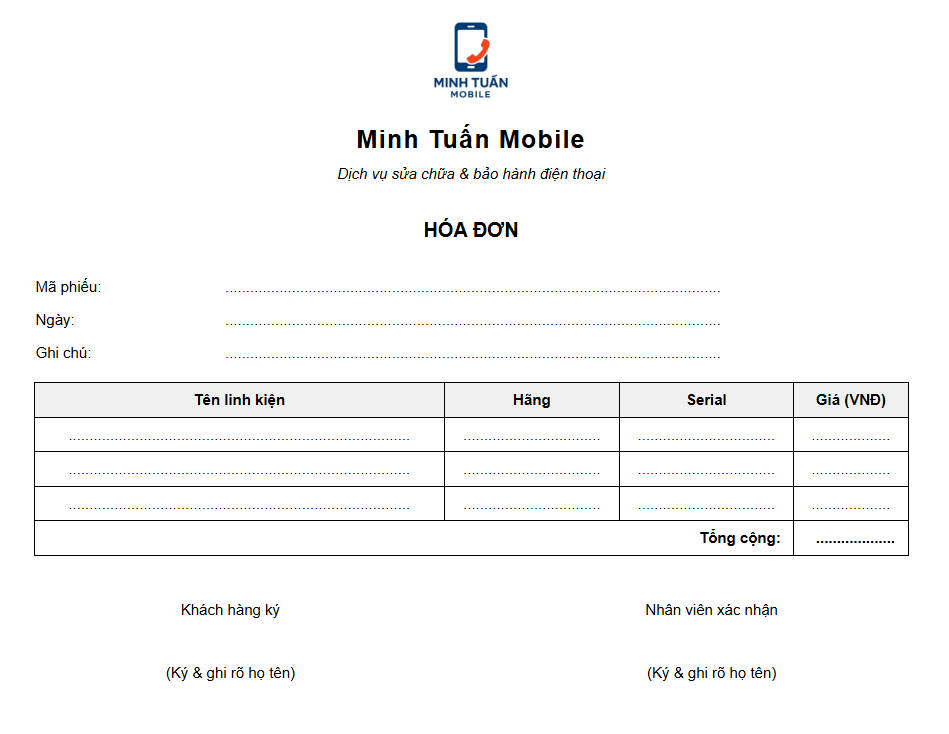 MINH TUẤN
MOBILE
Minh Tuấn Mobile
Dịch vụ sửa chữa & bảo hành điện thoại
HÓA ĐƠN
Mã phiếu: ........................................................................................................................
Ngày: ........................................................................................................................
Ghi chú: ........................................................................................................................
Tên linh kiện Hãng Serial Giá (VNĐ)
................................................................................... ................................. ................................. ...................
................................................................................... ................................. ................................. ...................
................................................................................... ................................. ................................. ...................
Tổng cộng: ...................
Khách hàng ký Nhân viên xác nhận
(Ký & ghi rõ họ tên) (Ký & ghi rõ họ tên)